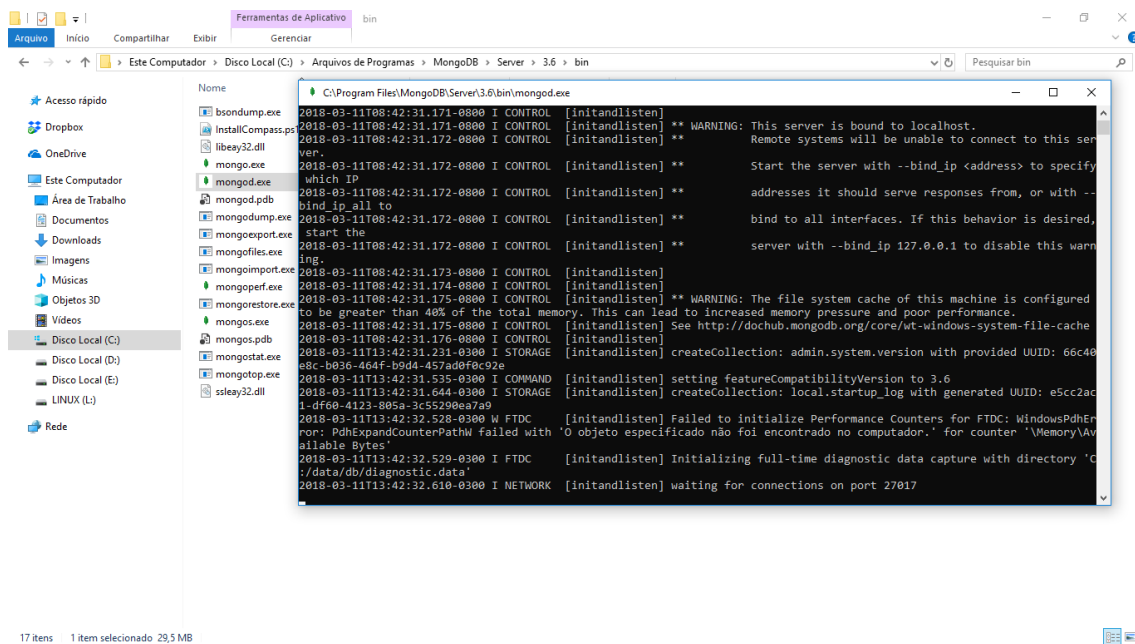 Ferramentas de Aplicativo
bin
Arquivo
Início
Compartilhar
Exibir
Gerenciar
Este Computador > Disco Local (C:) > Arquivos de Programas > MongoDB > Server > 3.6 > bin
Pesquisar bin
Acesso rápido
Dropbox
OneDrive
Este Computador
Área de Trabalho
Documentos
Downloads
Imagens
Músicas
Objetos 3D
Vídeos
Disco Local (C:)
Disco Local (D:)
Disco Local (E:)
LINUX (L:)
Rede
Nome
bsondump.exe
InstallCompass.ps1
libeay32.dll
mongo.exe
mongod.exe
mongod.pdb
mongodump.exe
mongoexport.exe
mongofiles.exe
mongoimport.exe
mongoperf.exe
mongorestore.exe
mongos.exe
mongos.pdb
mongostat.exe
mongotop.exe
ssleay32.dll
C:\Program Files\MongoDB\Server\3.6\bin\mongod.exe
2018-03-11T08:42:31.171-0800 I CONTROL [initandlisten]
2018-03-11T08:42:31.171-0800 I CONTROL [initandlisten] ** WARNING: This server is bound to localhost.
2018-03-11T08:42:31.172-0800 I CONTROL [initandlisten] ** Remote systems will be unable to connect to this ser
ver.
2018-03-11T08:42:31.172-0800 I CONTROL [initandlisten] ** Start the server with --bind_ip <address> to specify
which IP
2018-03-11T08:42:31.172-0800 I CONTROL [initandlisten] ** addresses it should serve responses from, or with --
bind_ip_all to
2018-03-11T08:42:31.172-0800 I CONTROL [initandlisten] ** bind to all interfaces. If this behavior is desired,
start the
2018-03-11T08:42:31.172-0800 I CONTROL [initandlisten] ** server with --bind_ip 127.0.0.1 to disable this warn
ing.
2018-03-11T08:42:31.173-0800 I CONTROL [initandlisten]
2018-03-11T08:42:31.174-0800 I CONTROL [initandlisten]
2018-03-11T08:42:31.175-0800 I CONTROL [initandlisten] ** WARNING: The file system cache of this machine is configured
to be greater than 40% of the total memory. This can lead to increased memory pressure and poor performance.
2018-03-11T08:42:31.175-0800 I CONTROL [initandlisten] See http://dochub.mongodb.org/core/wt-windows-system-file-cache
2018-03-11T08:42:31.176-0800 I CONTROL [initandlisten]
2018-03-11T13:42:31.231-0300 I STORAGE [initandlisten] createCollection: admin.system.version with provided UUID: 66c40
e8c-b036-464f-b9d4-457ad0f0c92e
2018-03-11T13:42:31.535-0300 I COMMAND [initandlisten] setting featureCompatibilityVersion to 3.6
2018-03-11T13:42:31.644-0300 I STORAGE [initandlisten] createCollection: local.startup_log with generated UUID: e5cc2ac
1-df60-4123-805a-3c55290ea7a9
2018-03-11T13:42:32.528-0300 W FTDC [initandlisten] Failed to initialize Performance Counters for FTDC: WindowsPdhEr
ror: PdhExpandCounterPathW failed with 'O objeto especificado não foi encontrado no computador.' for counter '\Memory\Av
ailable Bytes'
2018-03-11T13:42:32.529-0300 I FTDC [initandlisten] Initializing full-time diagnostic data capture with directory 'C
:/data/db/diagnostic.data'
2018-03-11T13:42:32.610-0300 I NETWORK [initandlisten] waiting for connections on port 27017
17 itens 1 item selecionado 29,5 MB